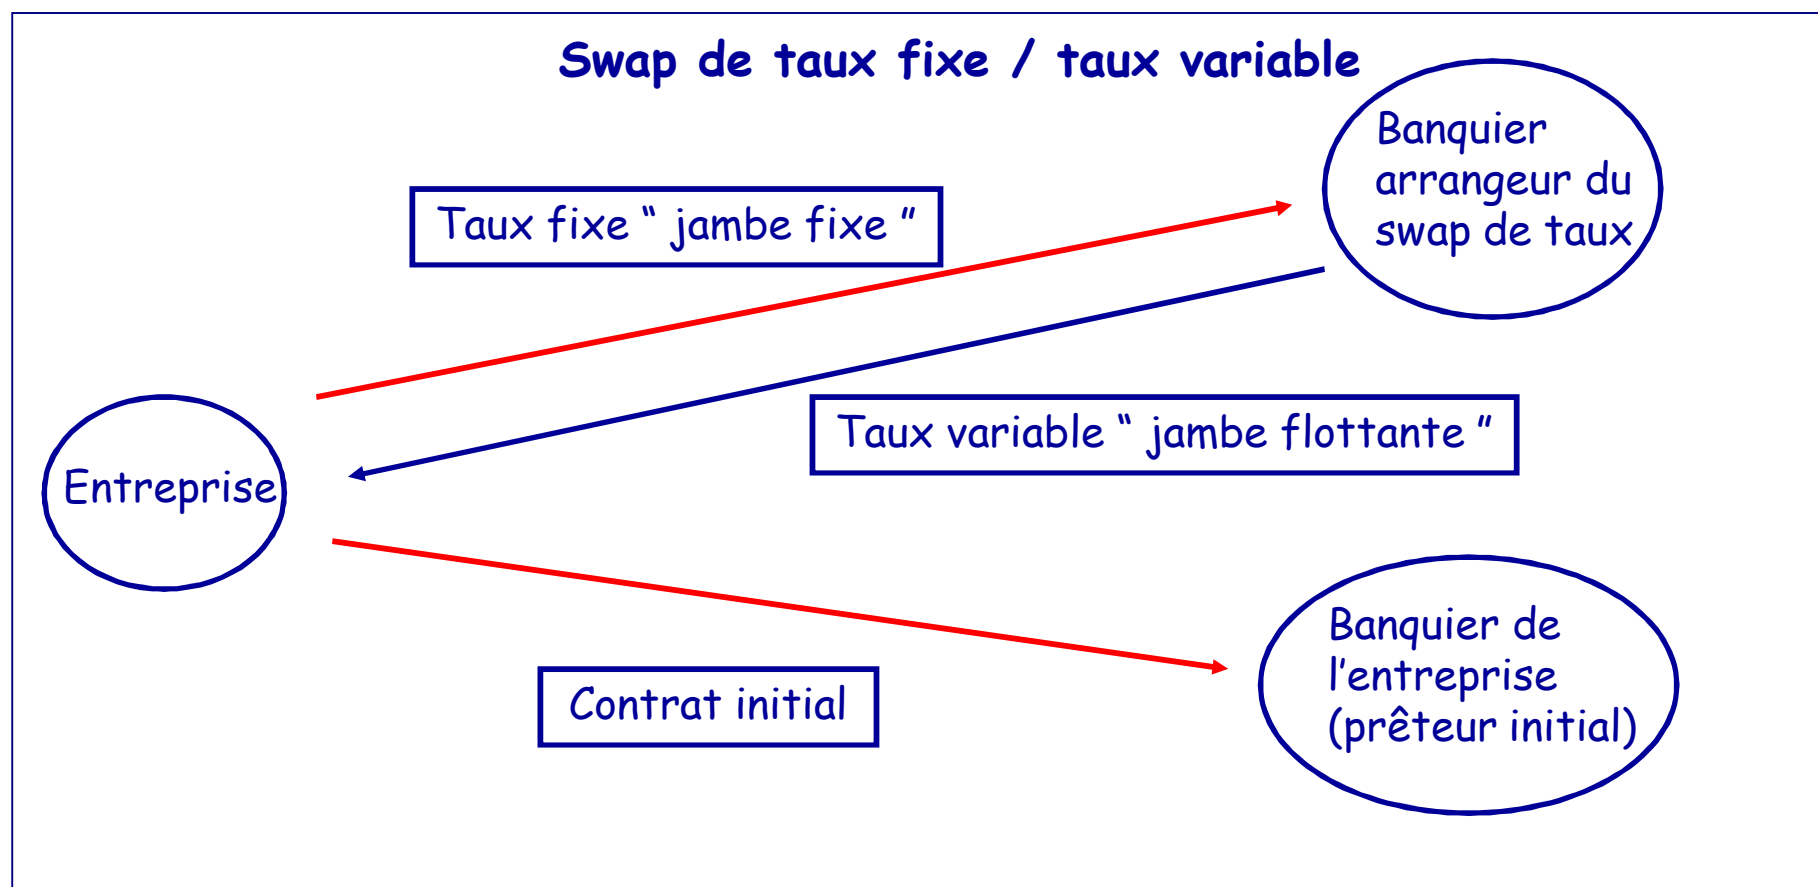 Swap de taux fixe / taux variable
Banquier
arrangeur du
swap de taux
Taux fixe “ jambe fixe ”
Taux variable “ jambe flottante ”
Entreprise
Banquier de
l’entreprise
(prêteur initial)
Contrat initial